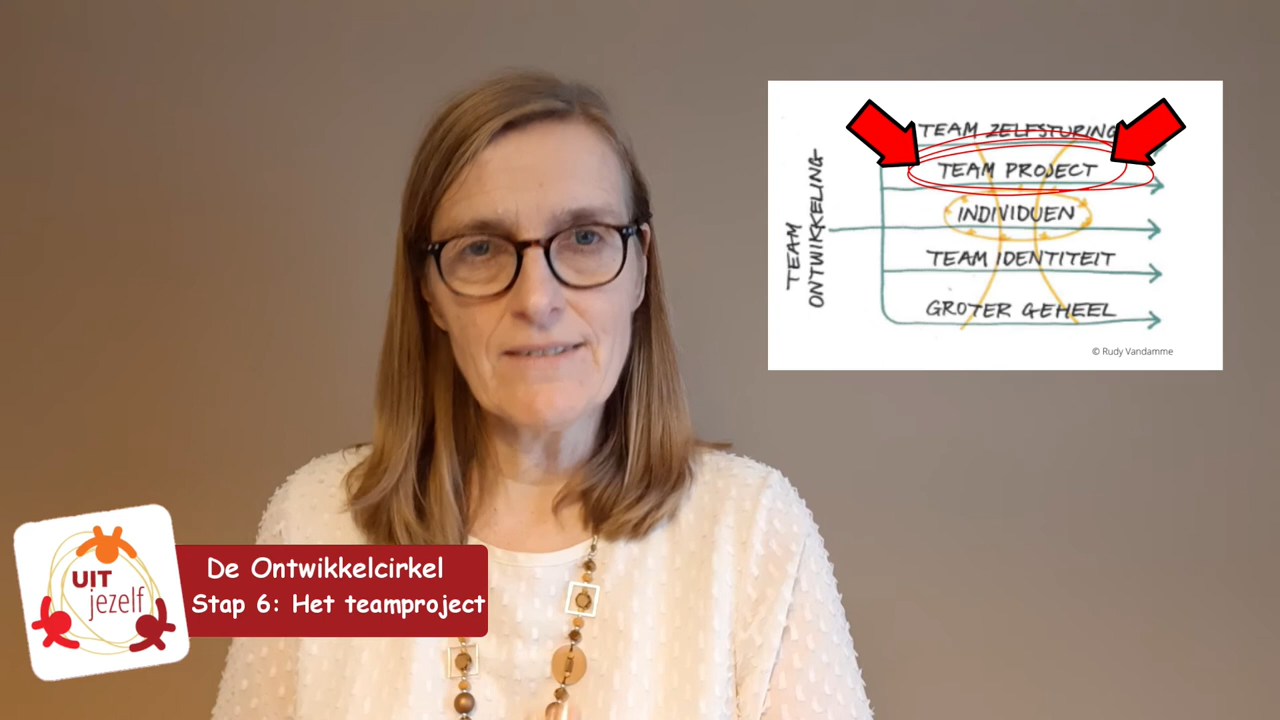 TEAM ONTWIKKELING
TEAM ZELFSTURING
TEAM PROJECT
INDIVIDUEN
TEAM IDENTITEIT
GROTER GEHEEL
© Rudy Vandamme
UIT
jezelf
De Ontwikkelcirkel
Stap 6: Het teamproject